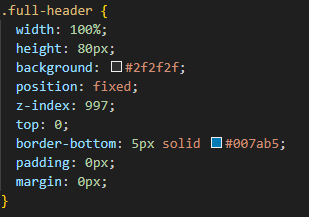 .full-header {
width: 100%;
height: 80px;
background: #2f2f2f;
position: fixed;
z-index: 997;
top: 0;
border-bottom: 5px solid #007ab5;
padding: 0px;
margin: 0px;
}